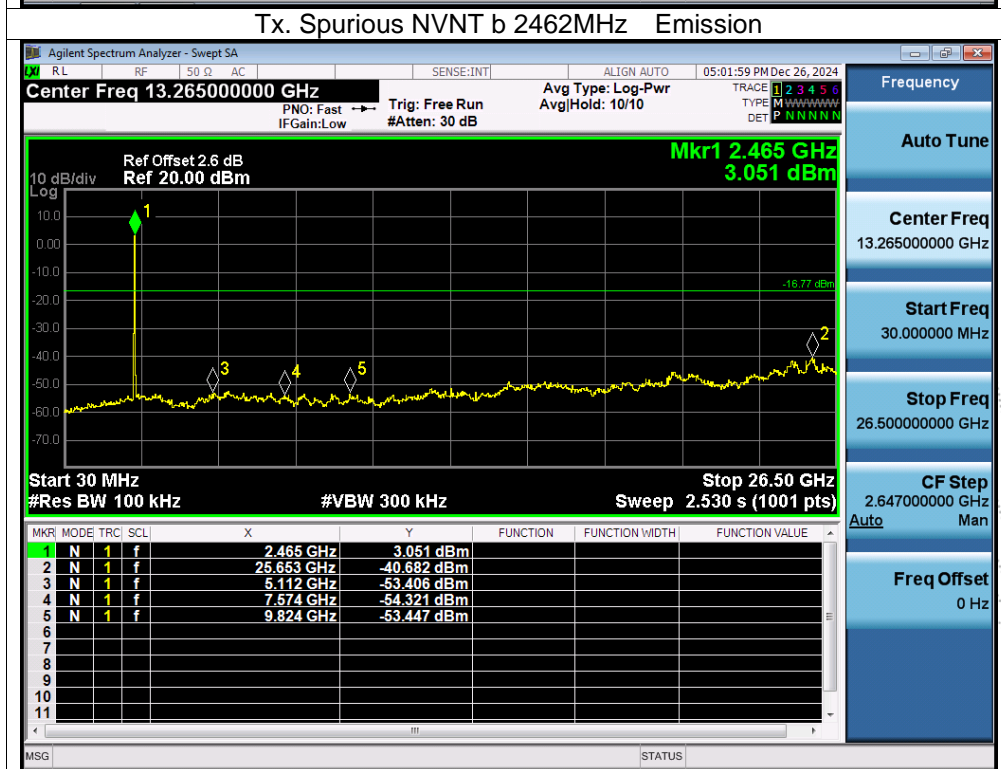 Tx. Spurious NVNT b 2462MHz Emission
Agilent Spectrum Analyzer - Swept SA
LXI RL RF 50 Ω AC SENSE:INT ALIGN AUTO 05:01:59 PM Dec 26, 2024
Center Freq 13.265000000 GHz
PNO: Fast
IFGain:Low
Trig: Free Run
#Atten: 30 dB
Avg Type: Log-Pwr
Avg|Hold: 10/10
TRACE 1 2 3 4 5 6
TYPE M WWWWW
DET P N N N N N
Frequency
Auto Tune
Center Freq
13.265000000 GHz
Start Freq
30.000000 MHz
Stop Freq
26.500000000 GHz
CF Step
2.647000000 GHz
Auto Man
Freq Offset
0 Hz
Mkr1 2.465 GHz
3.051 dBm
Ref Offset 2.6 dB
10 dB/div Ref 20.00 dBm
Log
10.0
0.00
-10.0
-20.0
-30.0
-40.0
-50.0
-60.0
-70.0
1
-16.77 dBm
2
3
4
5
Start 30 MHz Stop 26.50 GHz
#Res BW 100 kHz #VBW 300 kHz Sweep 2.530 s (1001 pts)
MKR MODE TRC SCL X Y FUNCTION FUNCTION WIDTH FUNCTION VALUE
1 N 1 f 2.465 GHz 3.051 dBm
2 N 1 f 25.653 GHz -40.682 dBm
3 N 1 f 5.112 GHz -53.406 dBm
4 N 1 f 7.574 GHz -54.321 dBm
5 N 1 f 9.824 GHz -53.447 dBm
6
7
8
9
10
11
MSG STATUS